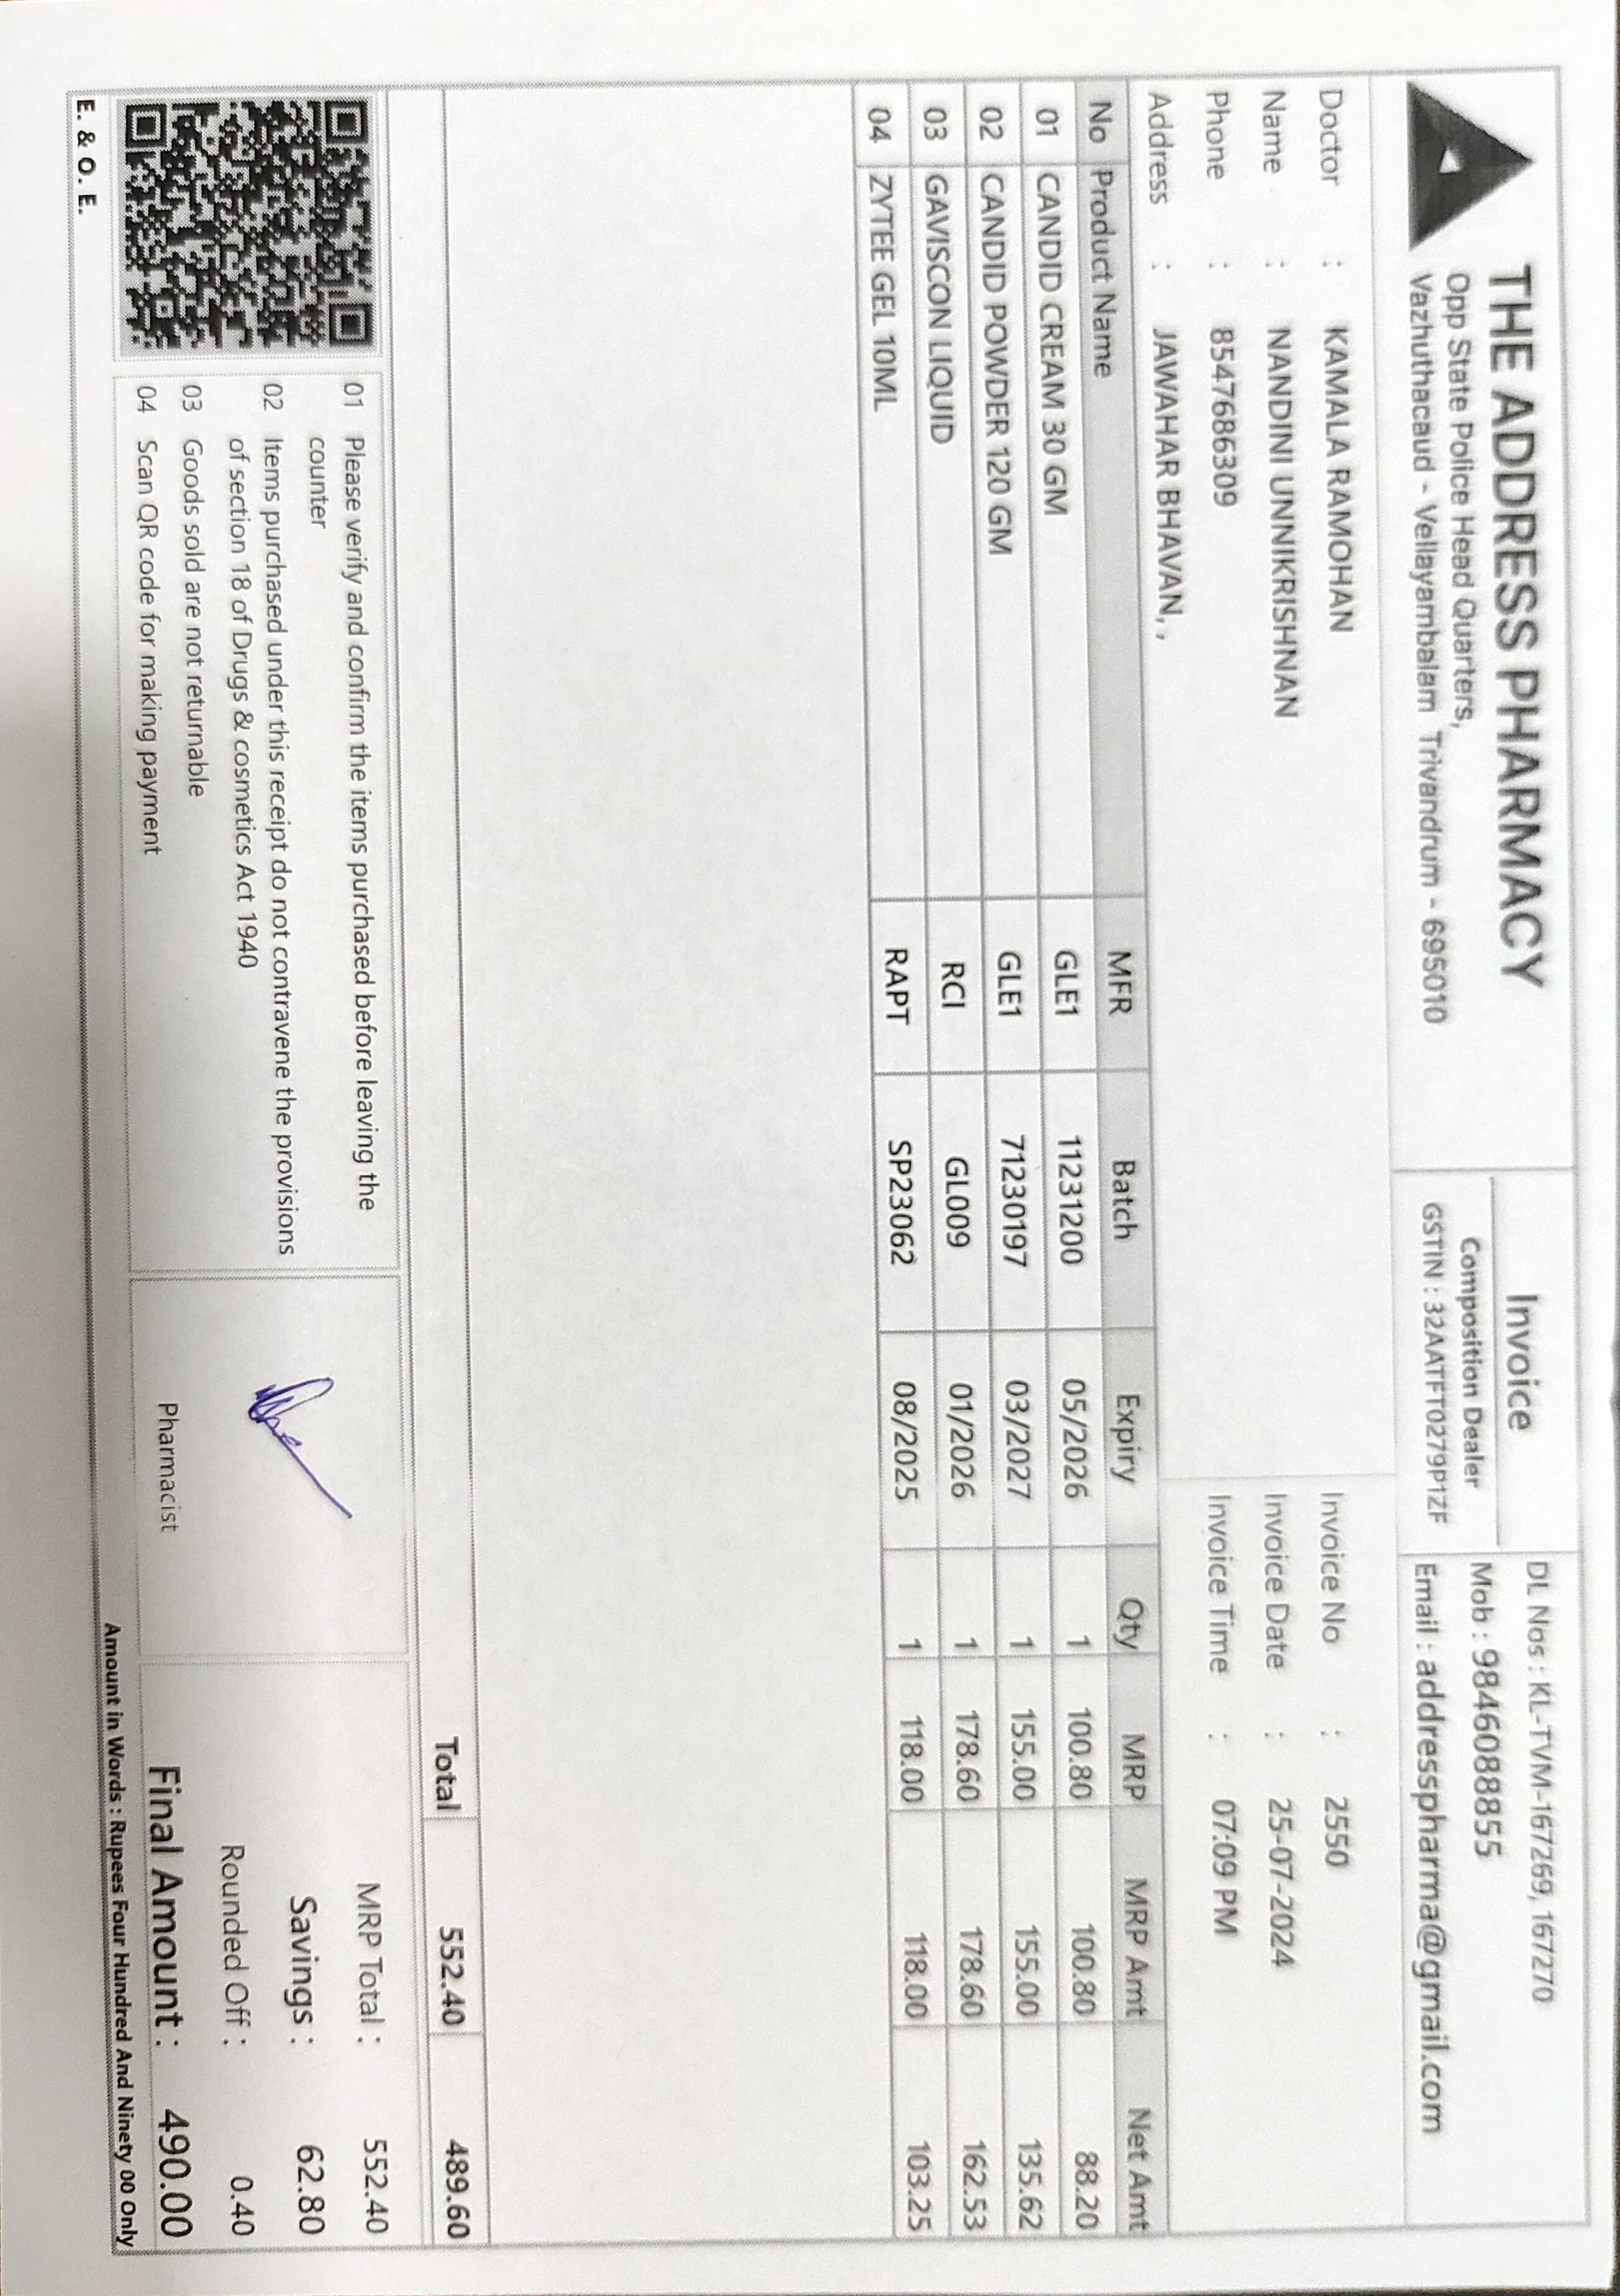 THE ADDRESS PHARMACY
Opp State Police Head Quarters,
Vazhuthacaud - Vellayambalam Trivandrum - 695010
Invoice
Composition Dealer
GSTIN : 32AATFT0279P1ZF
DL Nos : KL-TVM-167269, 167270
Mob : 9846088855
Email : addresspharma@gmail.com
Doctor : KAMALA RAMOHAN
Name : NANDINI UNNIKRISHNAN
Phone : 8547686309
Address : JAWAHAR BHAVAN, ,
Invoice No : 2550
Invoice Date : 25-07-2024
Invoice Time : 07:09 PM
No Product Name MFR Batch Expiry Qty MRP MRP Amt Net Amt
01 CANDID CREAM 30 GM GLE1 11231200 05/2026 1 100.80 100.80 88.20
02 CANDID POWDER 120 GM GLE1 71230197 03/2027 1 155.00 155.00 135.62
03 GAVISCON LIQUID RCI GL009 01/2026 1 178.60 178.60 162.53
04 ZYTEE GEL 10ML RAPT SP23062 08/2025 1 118.00 118.00 103.25
Total 552.40 489.60
01 Please verify and confirm the items purchased before leaving the
counter
02 Items purchased under this receipt do not contravene the provisions
of section 18 of Drugs & cosmetics Act 1940
03 Goods sold are not returnable
04 Scan QR code for making payment
Pharmacist
MRP Total : 552.40
Savings : 62.80
Rounded Off : 0.40
Final Amount : 490.00
Amount in Words : Rupees Four Hundred And Ninety 00 Only
E. & O. E.